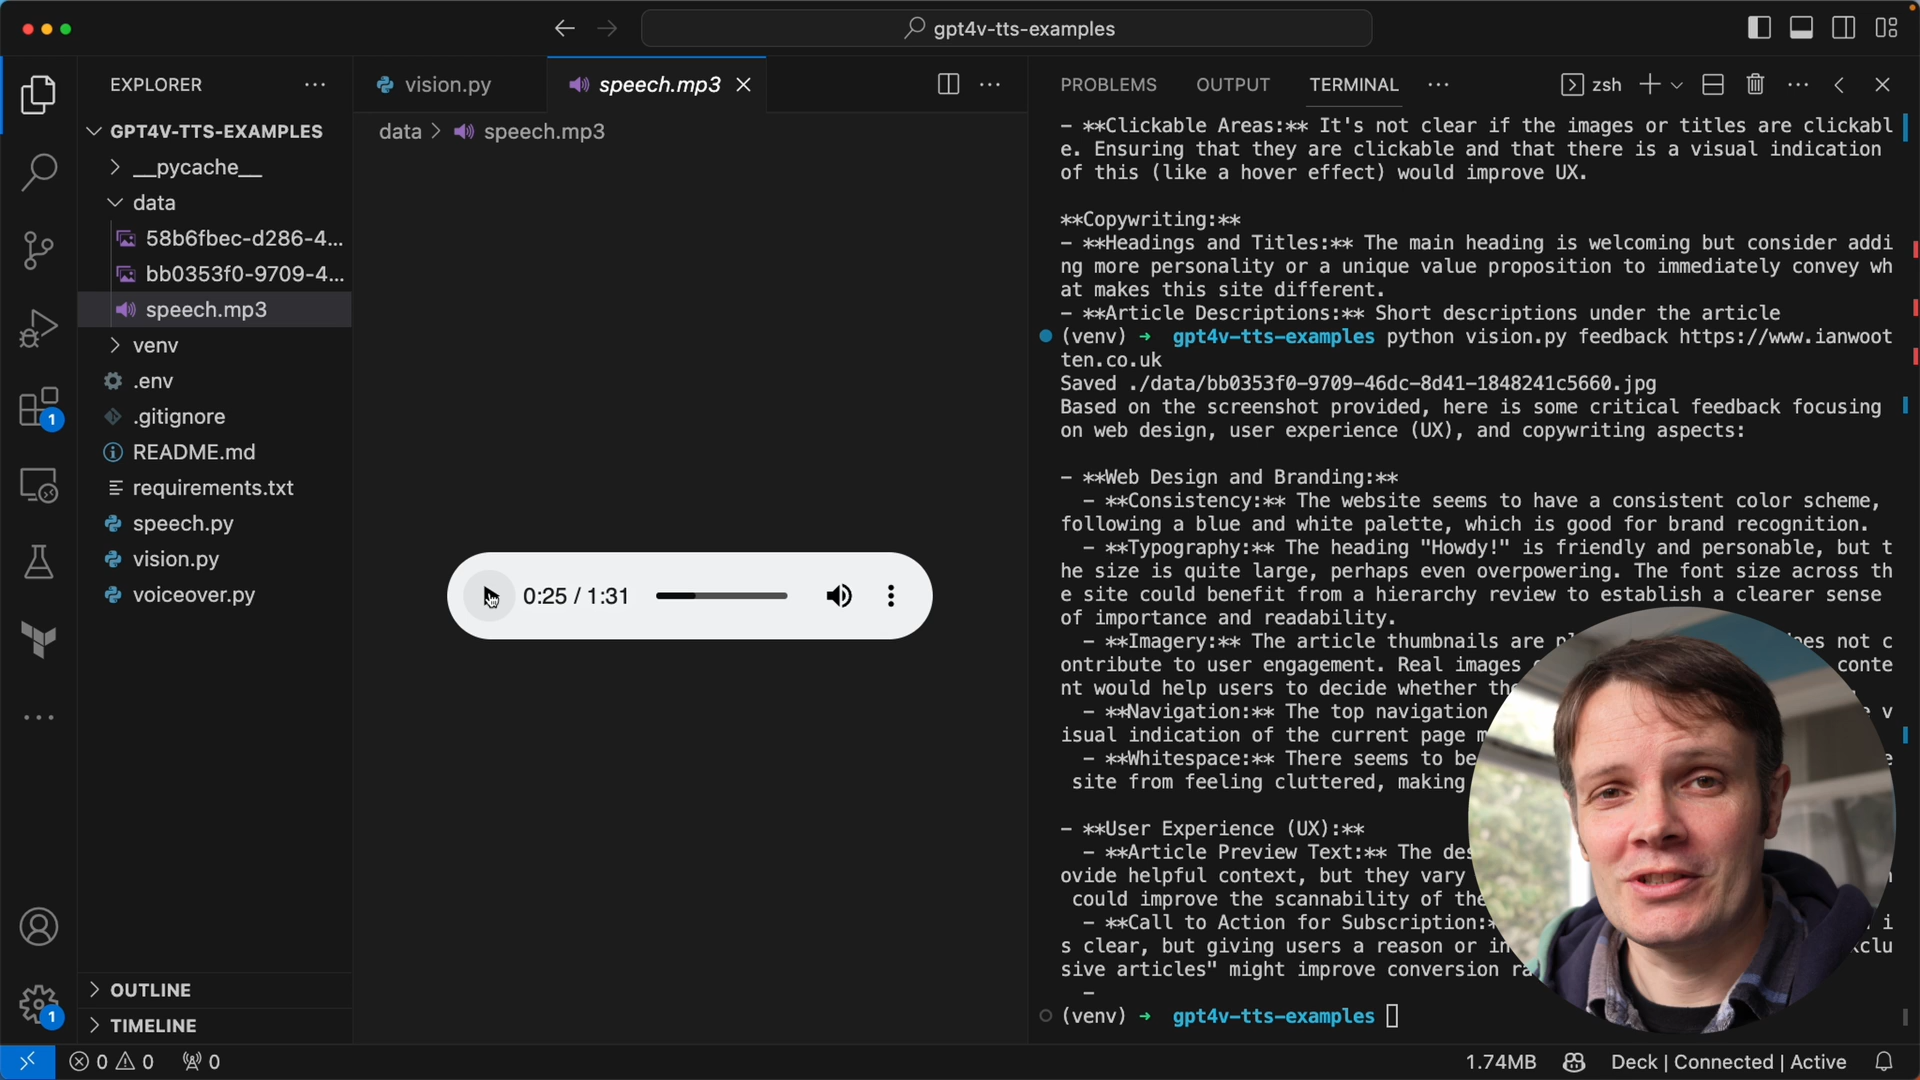 gpt4v-tts-examples
EXPLORER
GPT4V-TTS-EXAMPLES
__pycache__
data
58b6fbec-d286-4...
bb0353f0-9709-4...
speech.mp3
venv
.env
.gitignore
README.md
requirements.txt
speech.py
vision.py
voiceover.py
OUTLINE
TIMELINE
1
1
vision.py
speech.mp3
data > speech.mp3
0:25 / 1:31
PROBLEMS OUTPUT TERMINAL
zsh
- **Clickable Areas:** It's not clear if the images or titles are clickabl
e. Ensuring that they are clickable and that there is a visual indication
of this (like a hover effect) would improve UX.
**Copywriting:**
- **Headings and Titles:** The main heading is welcoming but consider addi
ng more personality or a unique value proposition to immediately convey wh
at makes this site different.
- **Article Descriptions:** Short descriptions under the article
(venv) → gpt4v-tts-examples python vision.py feedback https://www.ianwoot
ten.co.uk
Saved ./data/bb0353f0-9709-46dc-8d41-1848241c5660.jpg
Based on the screenshot provided, here is some critical feedback focusing
on web design, user experience (UX), and copywriting aspects:
- **Web Design and Branding:**
- **Consistency:** The website seems to have a consistent color scheme,
following a blue and white palette, which is good for brand recognition.
- **Typography:** The heading "Howdy!" is friendly and personable, but t
he size is quite large, perhaps even overpowering. The font size across th
e site could benefit from a hierarchy review to establish a clearer sense
of importance and readability.
- **Imagery:** The article thumbnails are does not c
ontribute to user engagement. Real images conte
nt would help users to decide whether
- **Navigation:** The top navigation v
isual indication of the current page
- **Whitespace:** There seems to be e
site from feeling cluttered, making
- **User Experience (UX):**
- **Article Preview Text:** The
ovide helpful context, but they vary
could improve the scannability of
- **Call to Action for Subscription: i
s clear, but giving users a reason or xclu
sive articles" might improve conversion
-
(venv) → gpt4v-tts-examples
0 0 0
1.74MB
Deck | Connected | Active